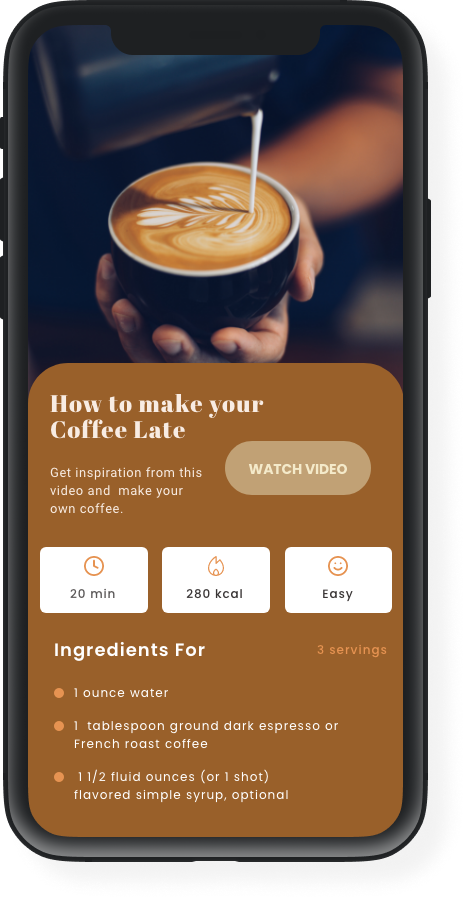 How to make your
Coffee Late
Get inspiration from this
video and  make your
own coffee.
WATCH VIDEO
20 min
280 kcal
Easy
Ingredients For
3 servings
1 ounce water
1  tablespoon ground dark espresso or
French roast coffee
1 1/2 fluid ounces (or 1 shot)
flavored simple syrup, optional